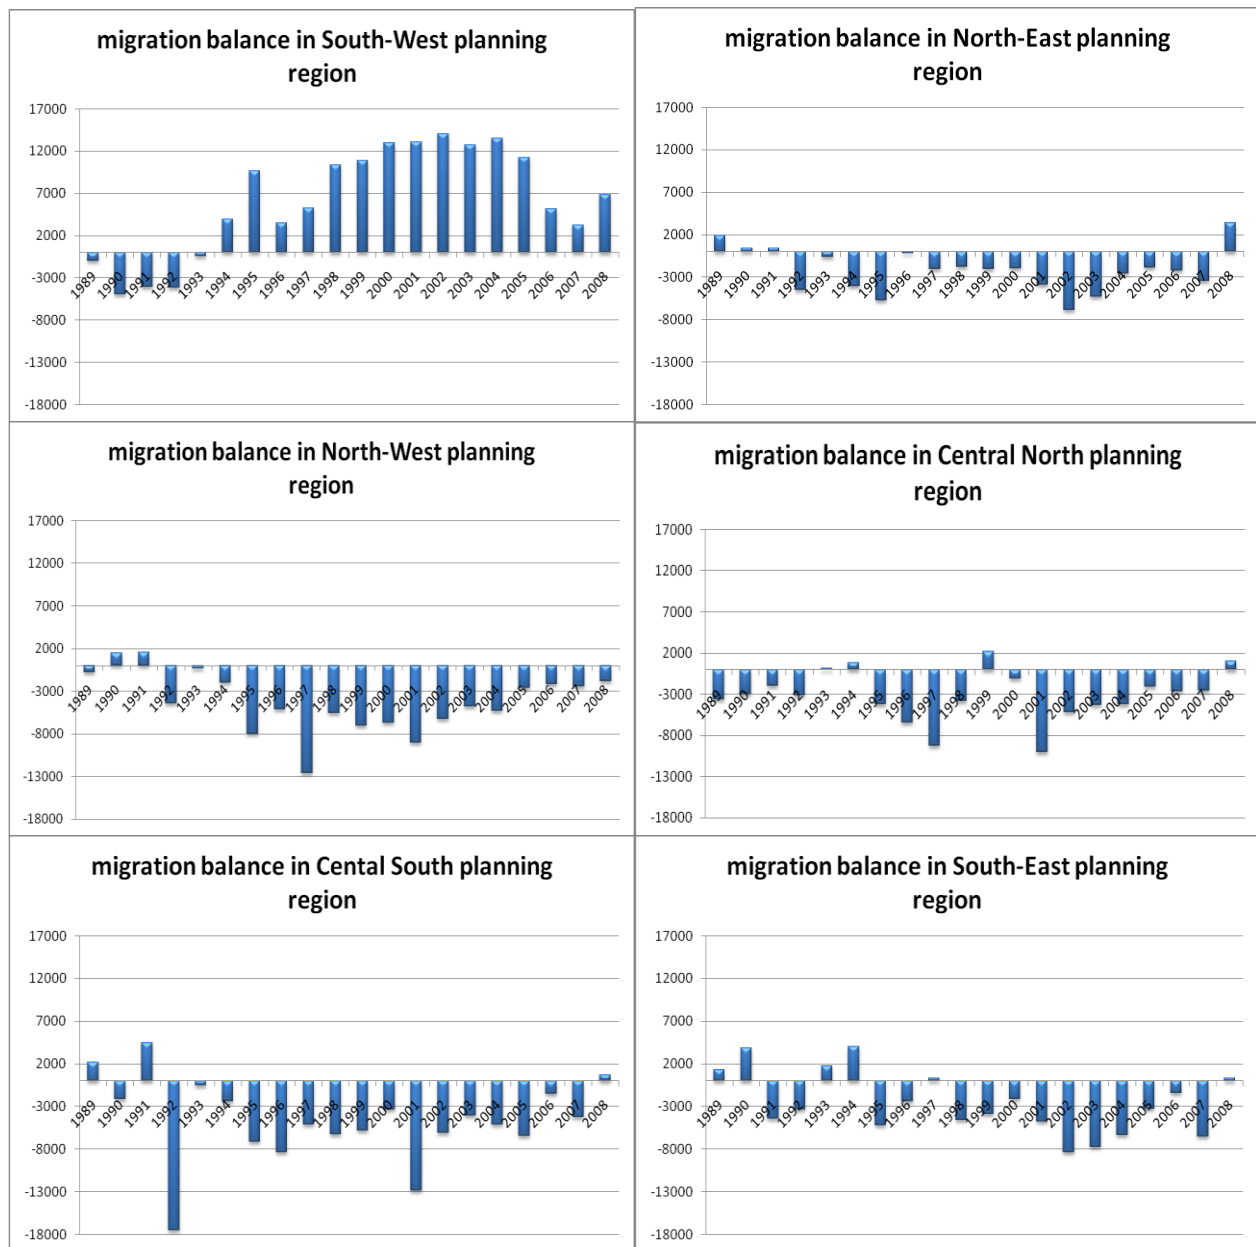 migration balance in South-West planning
region
17000
12000
7000
2000
-3000
-8000
-13000
-18000
1989 1990 1991 1992 1993 1994 1995 1996 1997 1998 1999 2000 2001 2002 2003 2004 2005 2006 2007 2008
migration balance in North-East planning
region
17000
12000
7000
2000
-3000
-8000
-13000
-18000
1989 1990 1991 1992 1993 1994 1995 1996 1997 1998 1999 2000 2001 2002 2003 2004 2005 2006 2007 2008
migration balance in North-West planning
region
17000
12000
7000
2000
-3000
-8000
-13000
-18000
1989 1990 1991 1992 1993 1994 1995 1996 1997 1998 1999 2000 2001 2002 2003 2004 2005 2006 2007 2008
migration balance in Central North planning
region
17000
12000
7000
2000
-3000
-8000
-13000
-18000
1989 1990 1991 1992 1993 1994 1995 1996 1997 1998 1999 2000 2001 2002 2003 2004 2005 2006 2007 2008
migration balance in Cental South planning
region
17000
12000
7000
2000
-3000
-8000
-13000
-18000
1989 1990 1991 1992 1993 1994 1995 1996 1997 1998 1999 2000 2001 2002 2003 2004 2005 2006 2007 2008
migration balance in South-East planning
region
17000
12000
7000
2000
-3000
-8000
-13000
-18000
1989 1990 1991 1992 1993 1994 1995 1996 1997 1998 1999 2000 2001 2002 2003 2004 2005 2006 2007 2008